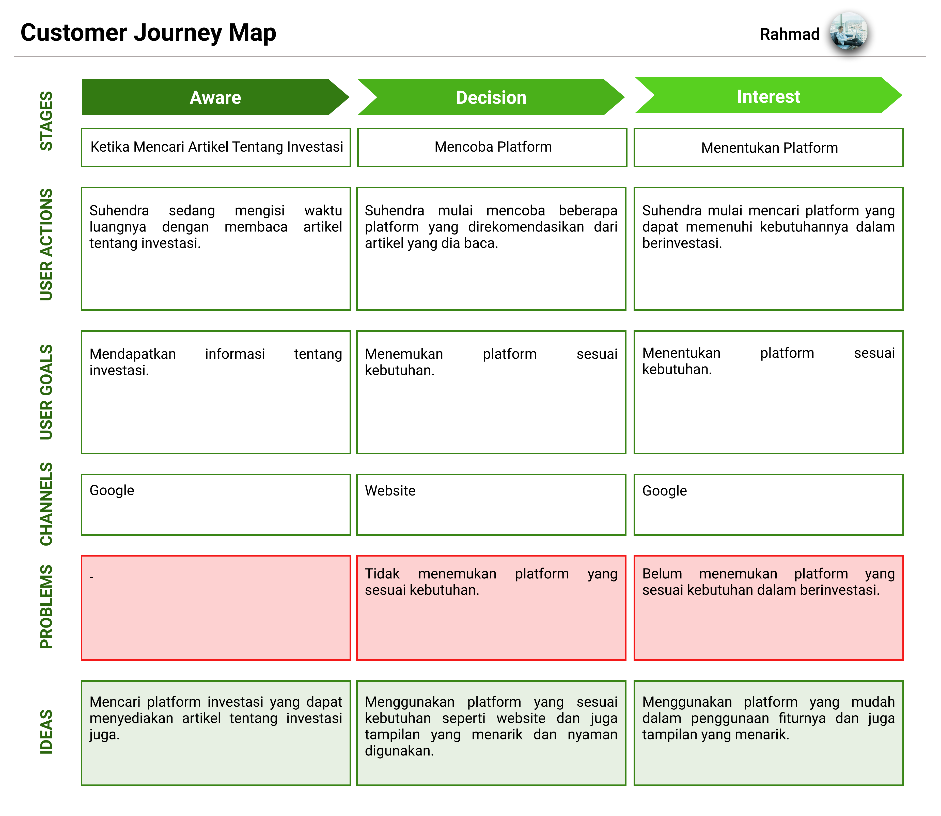 Customer Journey Map
Rahmad
STAGES
Aware
Decision
Interest
Ketika Mencari Artikel Tentang Investasi
Mencoba Platform
Menentukan Platform
USER ACTIONS
Suhendra sedang mengisi waktu
luangnya dengan membaca artikel
tentang investasi.
Suhendra mulai mencoba beberapa
platform yang direkomendasikan dari
artikel yang dia baca.
Suhendra mulai mencari platform yang
dapat memenuhi kebutuhannya dalam
berinvestasi.
USER GOALS
Mendapatkan informasi tentang
investasi.
Menemukan platform sesuai
kebutuhan.
Menentukan platform sesuai
kebutuhan.
CHANNELS
Google
Website
Google
PROBLEMS
-
Tidak menemukan platform yang
sesuai kebutuhan.
Belum menemukan platform yang
sesuai kebutuhan dalam berinvestasi.
IDEAS
Mencari platform investasi yang dapat
menyediakan artikel tentang investasi
juga.
Menggunakan platform yang sesuai
kebutuhan seperti website dan juga
tampilan yang menarik dan nyaman
digunakan.
Menggunakan platform yang mudah
dalam penggunaan fiturnya dan juga
tampilan yang menarik.